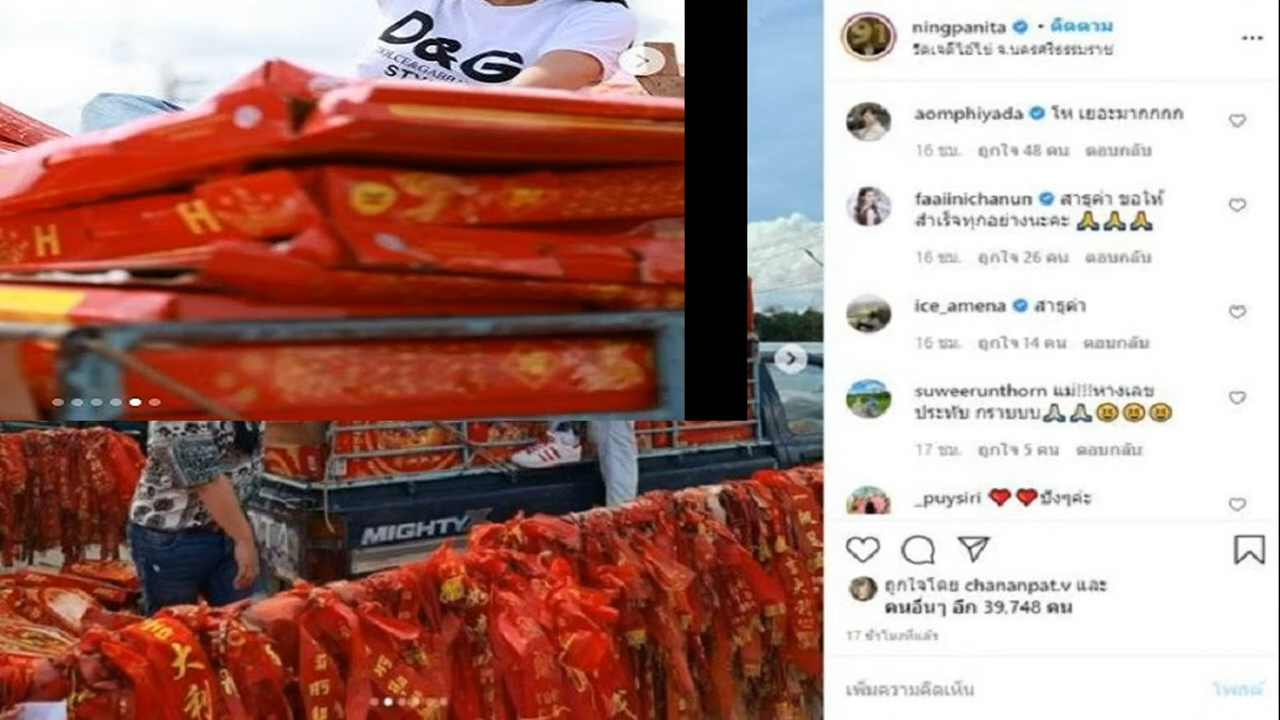 D&G
DOLCE&GABBA
STY
H
H
MIGHTY
大
利
ningpanita • ติดตาม
วัดเจดีย์ไอ้ไข่ จ.นครศรีธรรมราช
aomphiyada โห เยอะมากกกก
16 ชม. ถูกใจ 48 คน ตอบกลับ
faaiinichanun สาธุค่า ขอให้
สำเร็จทุกอย่างนะคะ 🙏🙏🙏
16 ชม. ถูกใจ 26 คน ตอบกลับ
ice_amena สาธุค่า
16 ชม. ถูกใจ 14 คน ตอบกลับ
suweerunthorn แม่!!!หางเลข
ประทับ กราบบบ
17 ชม. ถูกใจ 5 คน ตอบกลับ
_puysiri ❤️❤️ปังๆค่ะ
ถูกใจโดย chananpat.v และ
คนอื่นๆ อีก 39,748 คน
17 ชั่วโมงที่แล้ว
เพิ่มความคิดเห็น โพสต์